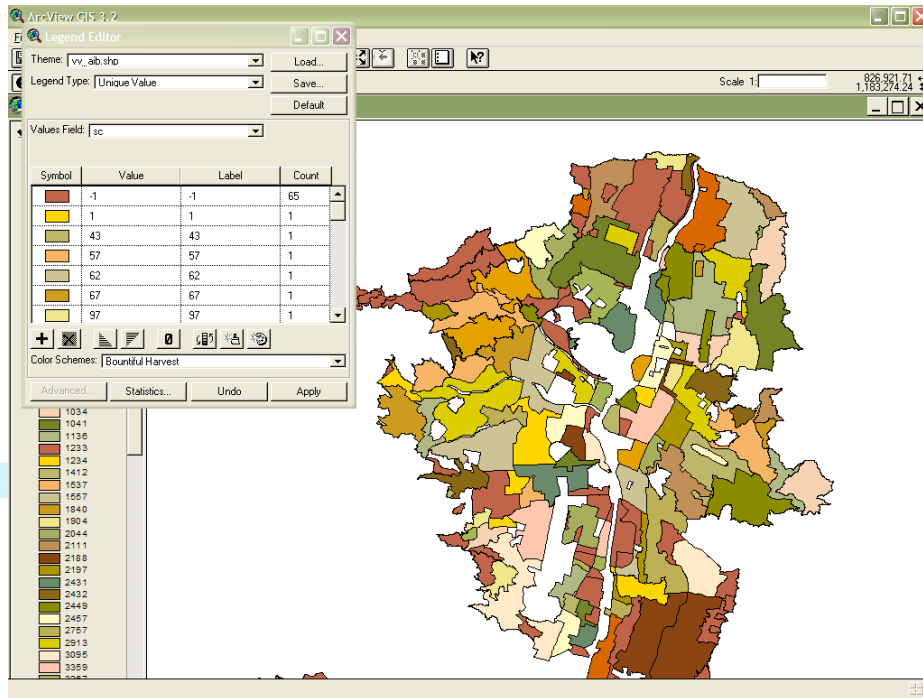 ArcView GIS 3.2
Legend Editor
Theme: vv_aib.shp
Load...
Legend Type: Unique Value
Save...
Default
Scale 1:
826,921.71
1,183,274.24
Values Field: sc
Symbol Value Label Count
-1 -1 65
1 1 1
43 43 1
57 57 1
62 62 1
67 67 1
97 97 1
Color Schemes: Bountiful Harvest
Advanced... Statistics... Undo Apply
1034
1041
1136
1233
1234
1412
1537
1557
1840
1904
2044
2111
2188
2197
2431
2432
2449
2457
2757
2913
3095
3359